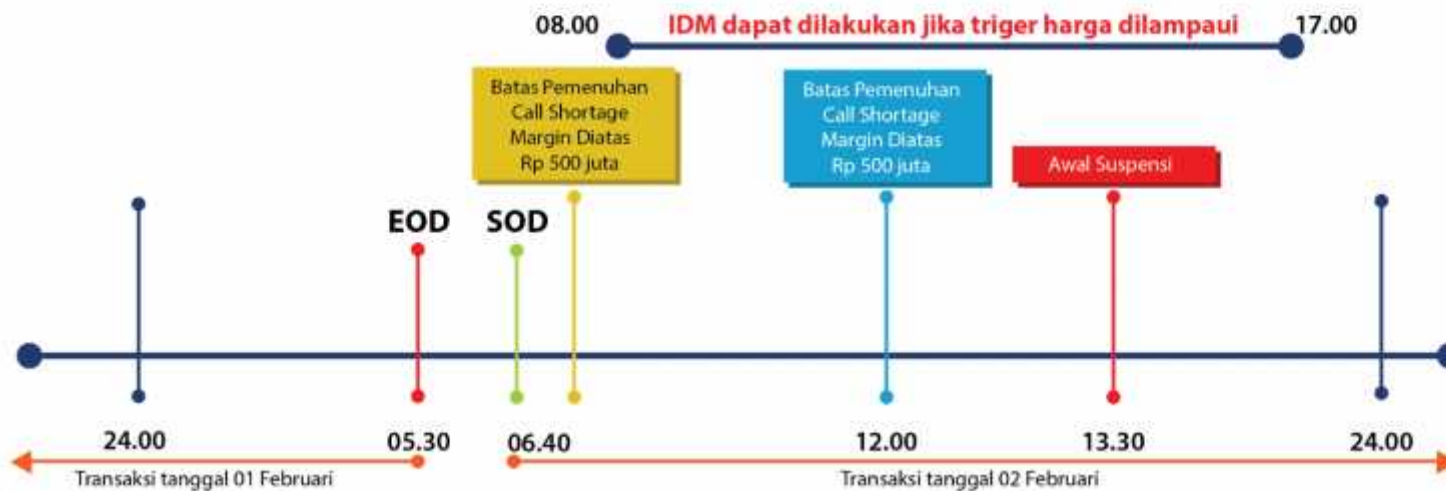 08.00 IDM dapat dilakukan jika triger harga dilampaui 17.00
Batas Pemenuhan
Call Shortage
Margin Diatas
Rp 500 juta
Batas Pemenuhan
Call Shortage
Margin Diatas
Rp 500 juta
Awal Suspensi
EOD SOD
24.00 05.30 06.40 12.00 13.30 24.00
Transaksi tanggal 01 Februari Transaksi tanggal 02 Februari